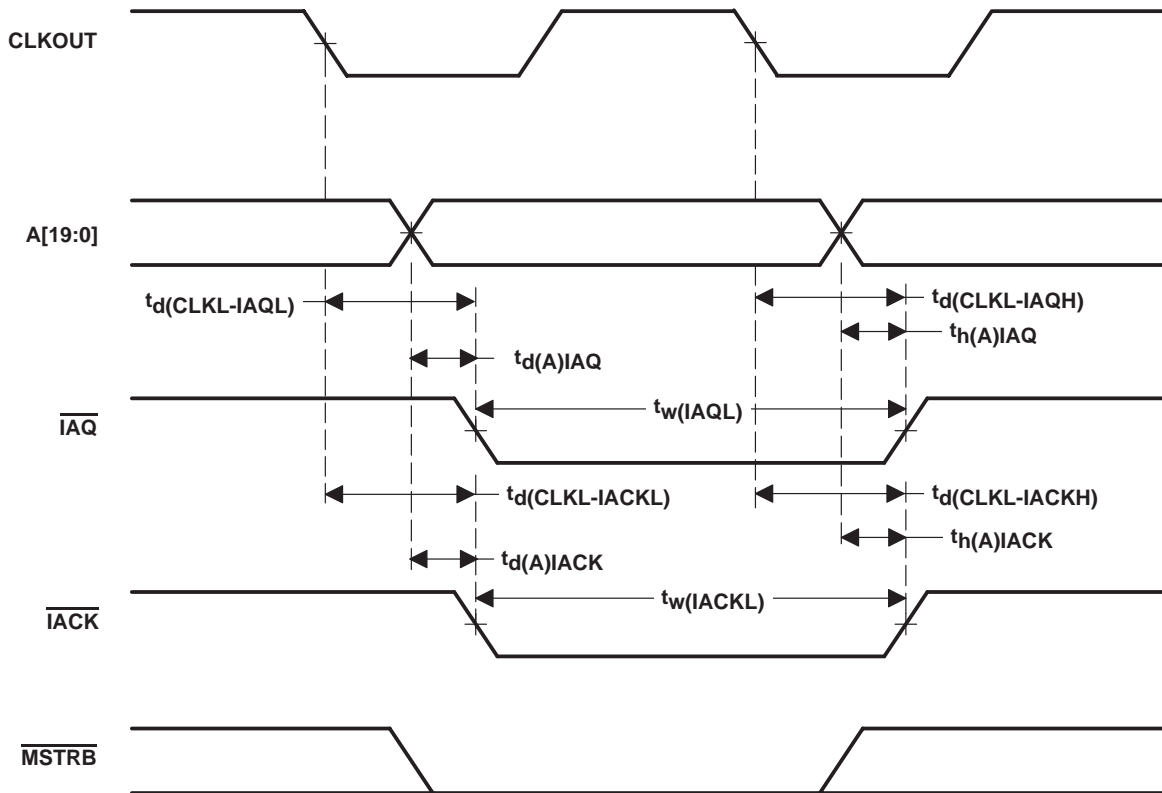 CLKOUT
A[19:0]
td(CLKL-IAQL)
td(CLKL-IAQH)
th(A)IAQ
td(A)IAQ
tw(IAQL)
IAQ
td(CLKL-IACKL)
td(CLKL-IACKH)
th(A)IACK
td(A)IACK
tw(IACKL)
IACK
MSTRB